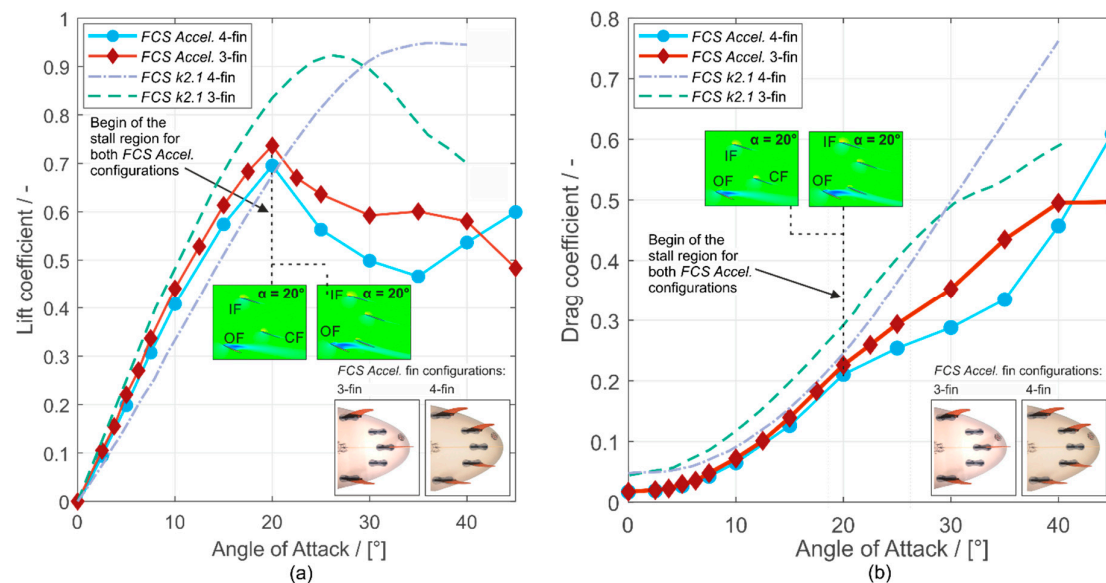 1
0.9
0.8
0.7
0.6
0.5
0.4
0.3
0.2
0.1
0
Lift coefficient / -
FCS Accel. 4-fin
FCS Accel. 3-fin
FCS k2.1 4-fin
FCS k2.1 3-fin
Begin of the
stall region for
both FCS Accel.
configurations
α = 20°
IF
OF
CF
α = 20°
IF
OF
FCS Accel. fin configurations:
3-fin
4-fin
0
10
20
30
40
Angle of Attack / [°]
(a)
0.8
0.7
0.6
0.5
0.4
0.3
0.2
0.1
0
Drag coefficient / -
FCS Accel. 4-fin
FCS Accel. 3-fin
FCS k2.1 4-fin
FCS k2.1 3-fin
α = 20°
IF
OF
CF
α = 20°
IF
OF
Begin of the
stall region for
both FCS Accel.
configurations
FCS Accel. fin configurations:
3-fin
4-fin
0
10
20
30
40
Angle of Attack / [°]
(b)